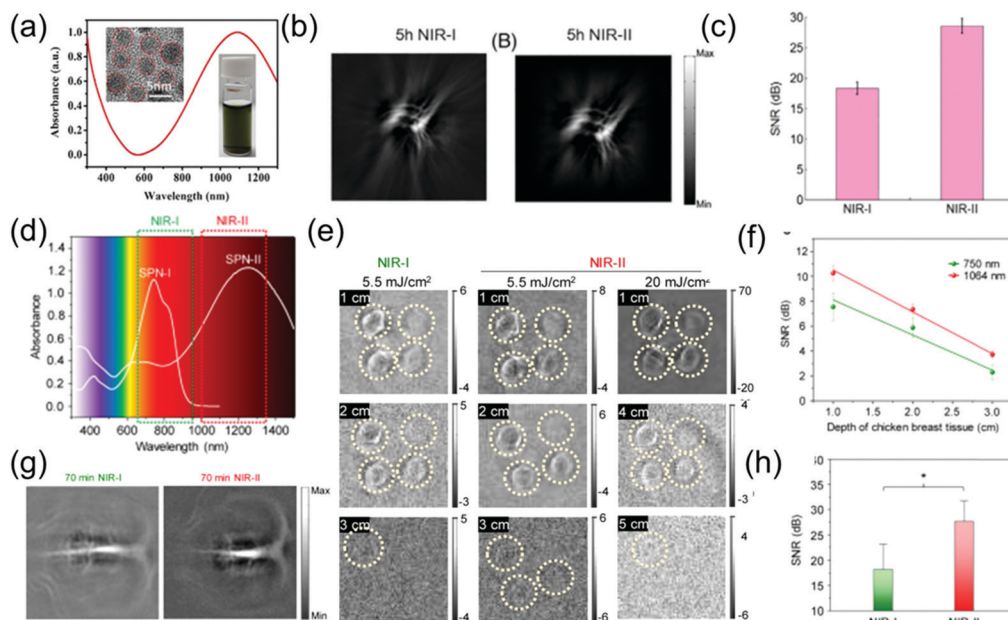 (a)
Absorbance (a.u.)
1.0
0.8
0.6
0.4
0.2
0.0
5nm
400 600 800 1000 1200
Wavelength (nm)
(b)
5h NIR-I
(B)
5h NIR-II
Max
Min
(c)
SNR (dB)
30
25
20
15
10
5
0
NIR-I
NIR-II
(d)
NIR-I
NIR-II
Absorbance
1.4
1.2
1.0
0.8
0.6
0.4
0.2
0.0
SPN-I
SPN-II
400 600 800 1000 1200 1400
Wavelength (nm)
(e)
NIR-I
NIR-II
5.5 mJ/cm²
5.5 mJ/cm²
20 mJ/cm²
1 cm
6
-4
1 cm
8
-4
1 cm
70
-20
2 cm
5
-3
2 cm
6
-4
4 cm
4
-3
3 cm
5
-4
3 cm
6
-5
5 cm
4
-6
(f)
SNR (dB)
12
10
8
6
4
2
0
750 nm
1064 nm
1.0 2.0 3.0
Depth of chicken breast tissue (cm)
(g)
70 min NIR-I
70 min NIR-II
Max
Min
(h)
SNR (dB)
35
30
25
20
15
10
*
NIR-I
NIR-II